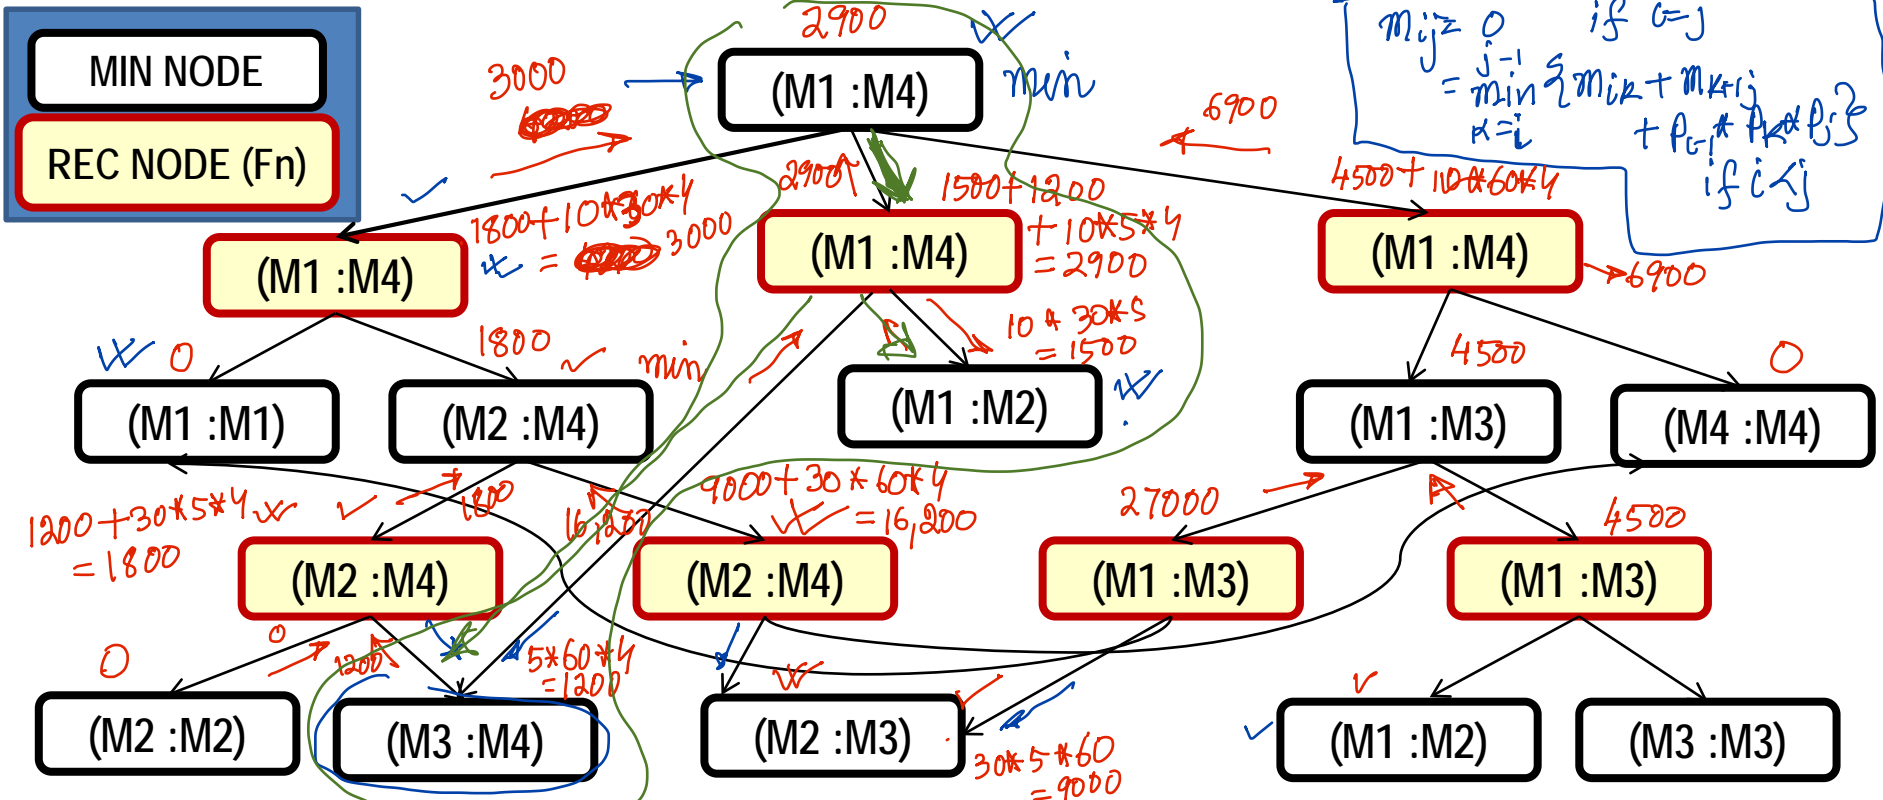 2900
MIN NODE
(M1 :M4)
min
3000
6900
mij = 0 if i=j
j-1
= min { mik + mk+1j
k=i
+ Pi-1 * Pk * Pj }
if i<j
REC NODE (Fn)
2900
1500+1200
+ 10*5*4
= 2900
4500+10*60*4
1800+10*30*4
= 3000
(M1 :M4)
(M1 :M4)
(M1 :M4)
6900
0
1800
min
10 * 30*5
= 1500
4500
0
(M1 :M1)
(M2 :M4)
(M1 :M2)
(M1 :M3)
(M4 :M4)
1200+30*5*4
= 1800
1800
16,200
9000+30*60*4
= 16,200
27000
4500
(M2 :M4)
(M2 :M4)
(M1 :M3)
(M1 :M3)
0
0
1200
5*60*4
= 1200
(M2 :M2)
(M3 :M4)
(M2 :M3)
(M1 :M2)
(M3 :M3)
30*5*60
= 9000